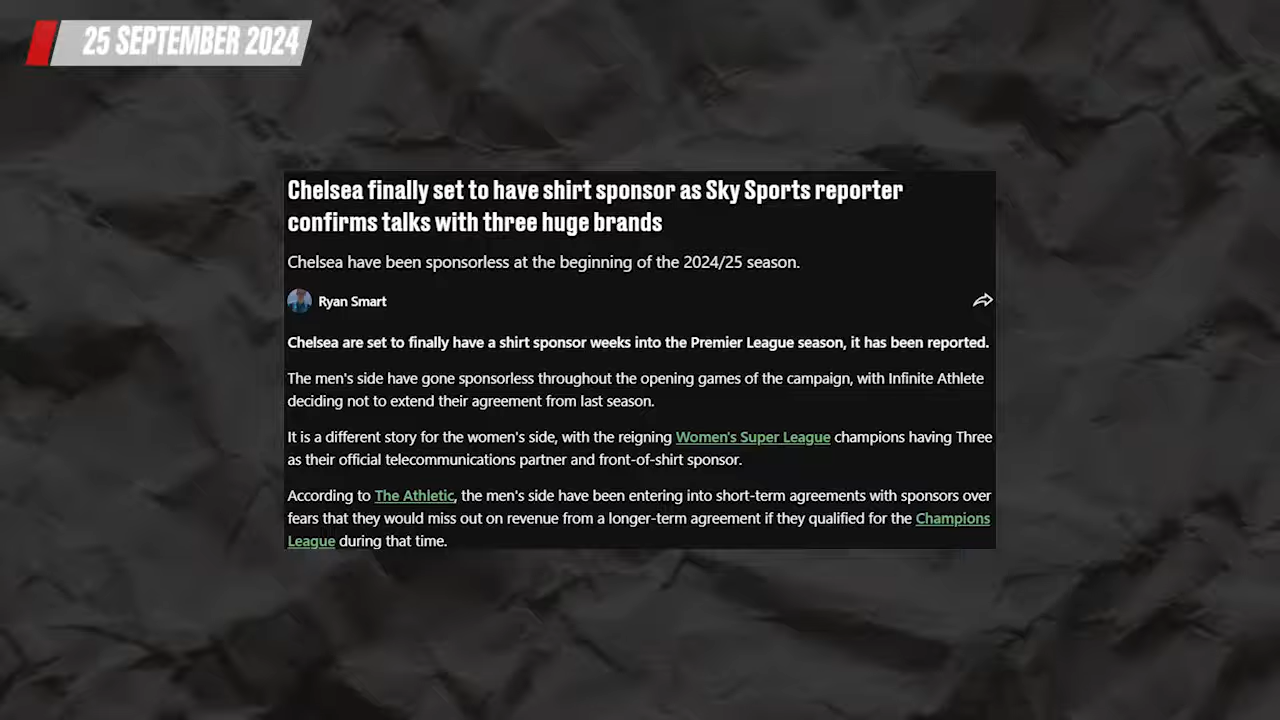 25 SEPTEMBER 2024
Chelsea finally set to have shirt sponsor as Sky Sports reporter
confirms talks with three huge brands
Chelsea have been sponsorless at the beginning of the 2024/25 season.
Ryan Smart
Chelsea are set to finally have a shirt sponsor weeks into the Premier League season, it has been reported.
The men's side have gone sponsorless throughout the opening games of the campaign, with Infinite Athlete
deciding not to extend their agreement from last season.
It is a different story for the women's side, with the reigning Women's Super League champions having Three
as their official telecommunications partner and front-of-shirt sponsor.
According to The Athletic, the men's side have been entering into short-term agreements with sponsors over
fears that they would miss out on revenue from a longer-term agreement if they qualified for the Champions
League during that time.